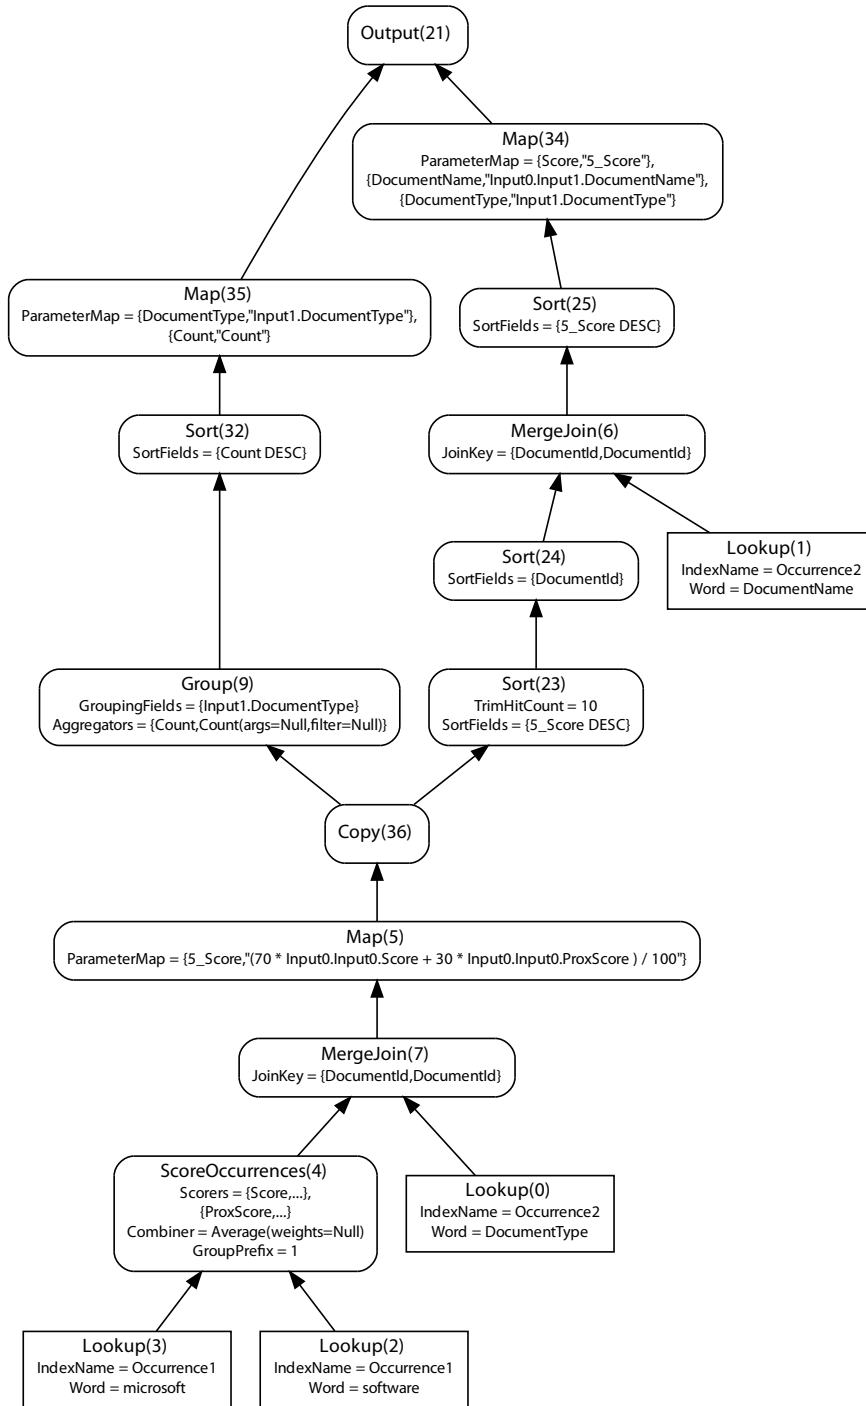 Output(21)
Map(34)
ParameterMap = {Score,"5_Score"},
{DocumentName,"Input0.Input1.DocumentName"},
{DocumentType,"Input1.DocumentType"}
Map(35)
ParameterMap = {DocumentType,"Input1.DocumentType"},
{Count,"Count"}
Sort(25)
SortFields = {5_Score DESC}
Sort(32)
SortFields = {Count DESC}
MergeJoin(6)
JoinKey = {DocumentId,DocumentId}
Sort(24)
SortFields = {DocumentId}
Lookup(1)
IndexName = Occurrence2
Word = DocumentName
Group(9)
GroupingFields = {Input1.DocumentType}
Aggregators = {Count,Count(args=Null,filter=Null)}
Sort(23)
TrimHitCount = 10
SortFields = {5_Score DESC}
Copy(36)
Map(5)
ParameterMap = {5_Score,"(70 * Input0.Input0.Score + 30 * Input0.Input0.ProxScore ) / 100"}
MergeJoin(7)
JoinKey = {DocumentId,DocumentId}
ScoreOccurrences(4)
Scorers = {Score,...},
{ProxScore,...}
Combiner = Average(weights=Null)
GroupPrefix = 1
Lookup(0)
IndexName = Occurrence2
Word = DocumentType
Lookup(3)
IndexName = Occurrence1
Word = microsoft
Lookup(2)
IndexName = Occurrence1
Word = software